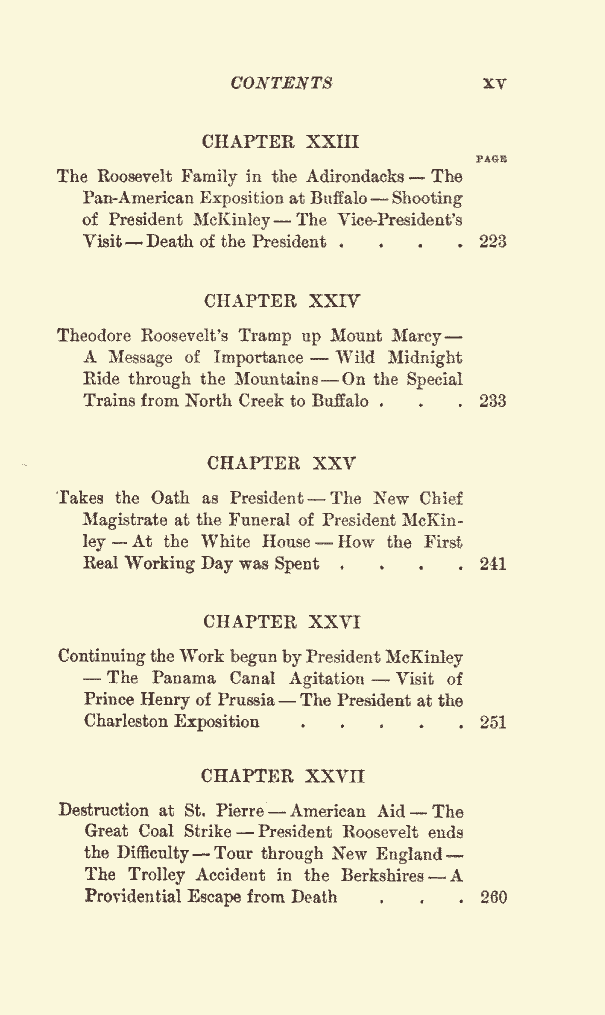 CONTENTS XV
CHAPTER XXIII
PAGE
The Roosevelt Family in the Adirondacks — The
Pan-American Exposition at Buffalo — Shooting
of President McKinley — The Vice-President's
Visit — Death of the President . . . . 223
CHAPTER XXIV
Theodore Roosevelt's Tramp up Mount Marcy —
A Message of Importance — Wild Midnight
Ride through the Mountains — On the Special
Trains from North Creek to Buffalo . . . 233
CHAPTER XXV
Takes the Oath as President — The New Chief
Magistrate at the Funeral of President McKin-
ley — At the White House — How the First
Real Working Day was Spent . . . . 241
CHAPTER XXVI
Continuing the Work begun by President McKinley
— The Panama Canal Agitation — Visit of
Prince Henry of Prussia — The President at the
Charleston Exposition . . . . . 251
CHAPTER XXVII
Destruction at St. Pierre — American Aid — The
Great Coal Strike — President Roosevelt ends
the Difficulty — Tour through New England —
The Trolley Accident in the Berkshires — A
Providential Escape from Death . . . 260